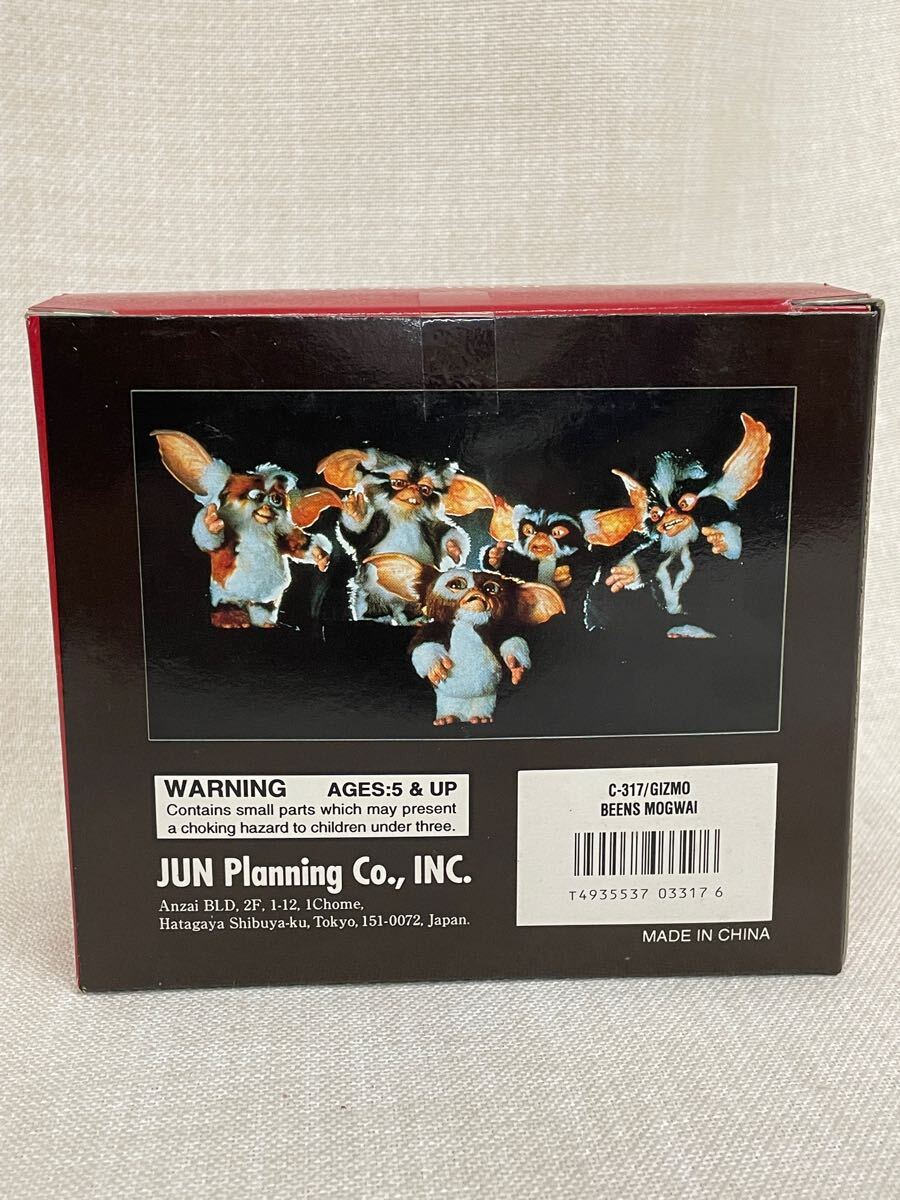 WARNING AGES:5 & UP
Contains small parts which may present
a choking hazard to children under three.
JUN Planning Co., INC.
Anzai BLD, 2F, 1-12, 1Chome,
Hatagaya Shibuya-ku, Tokyo, 151-0072, Japan.
C-317/GIZMO
BEENS MOGWAI
T4935537 03317 6
MADE IN CHINA